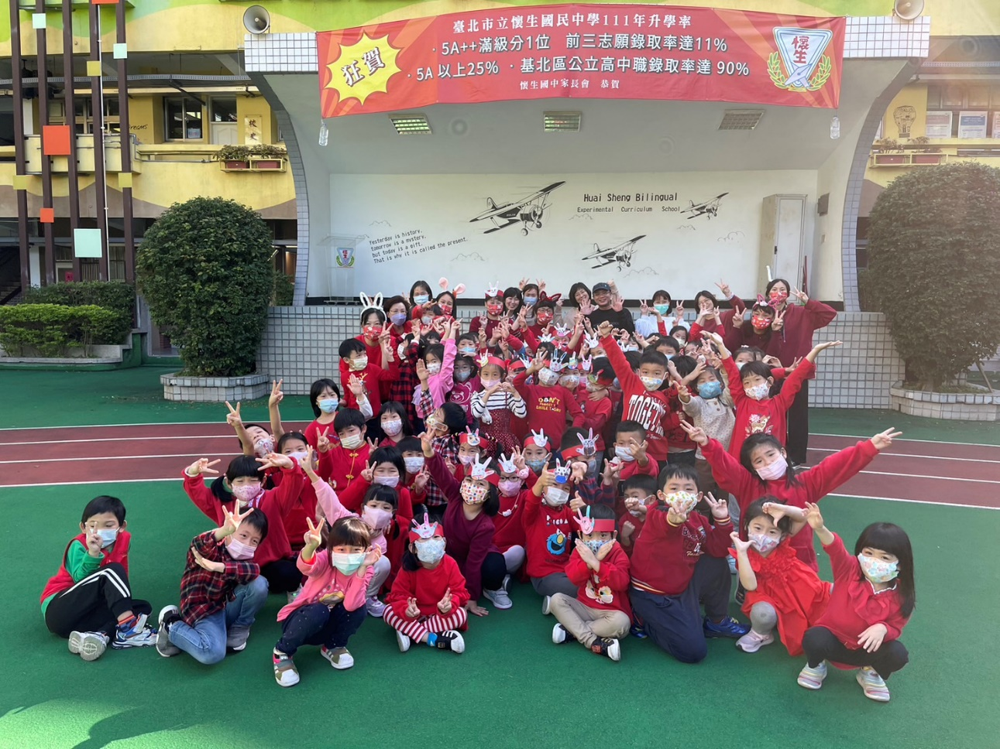 臺北市立懷生國民中學111年升學率
狂賀
· 5A++滿級分1位 前三志願錄取率達11%
· 5A 以上25% · 基北區公立高中職錄取率達 90%
懷生國中家長會 恭賀
懷生
Huai Sheng Bilingual
Experimental Curriculum School
Yesterday is history,
tomorrow is a mystery,
But today is a gift.
That is why it is called the present.
DON'T